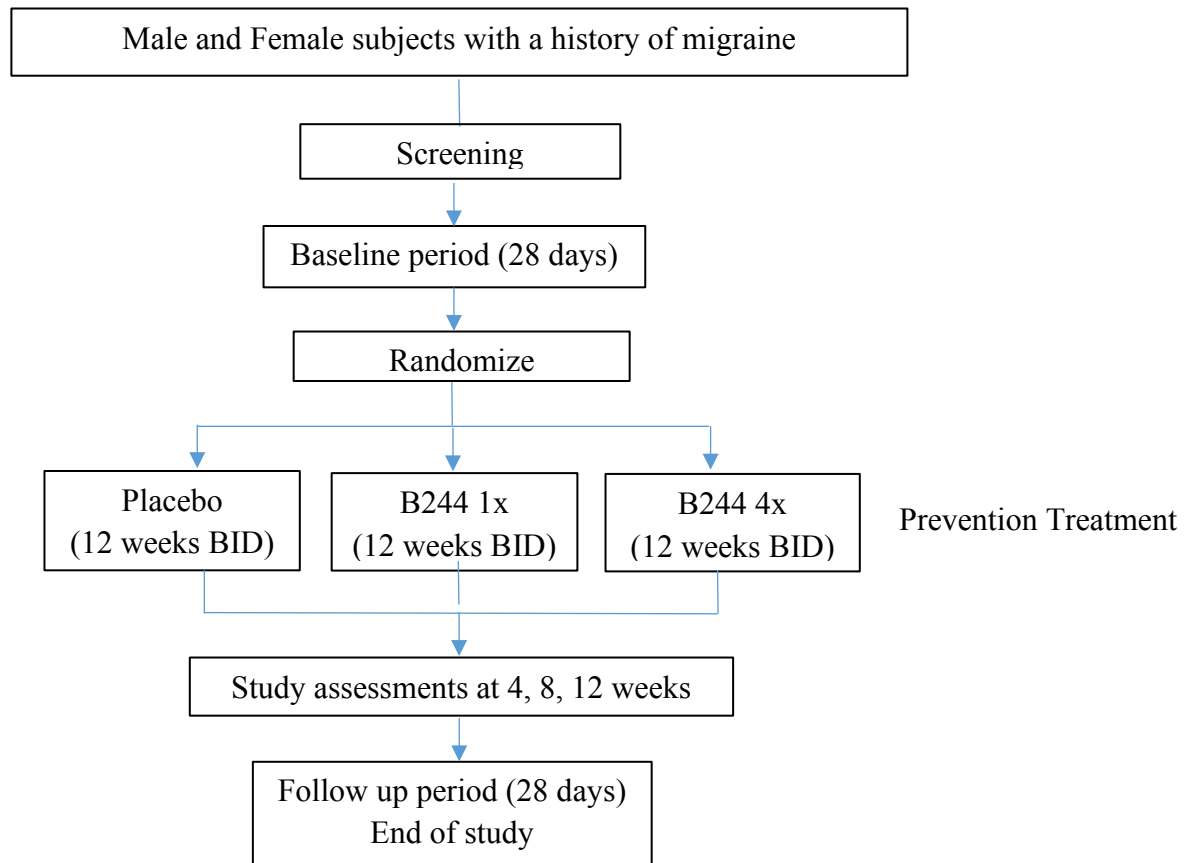 Male and Female subjects with a history of migraine
Screening
Baseline period (28 days)
Randomize
Placebo
(12 weeks BID)
B244 1x
(12 weeks BID)
B244 4x
(12 weeks BID)
Prevention Treatment
Study assessments at 4, 8, 12 weeks
Follow up period (28 days)
End of study